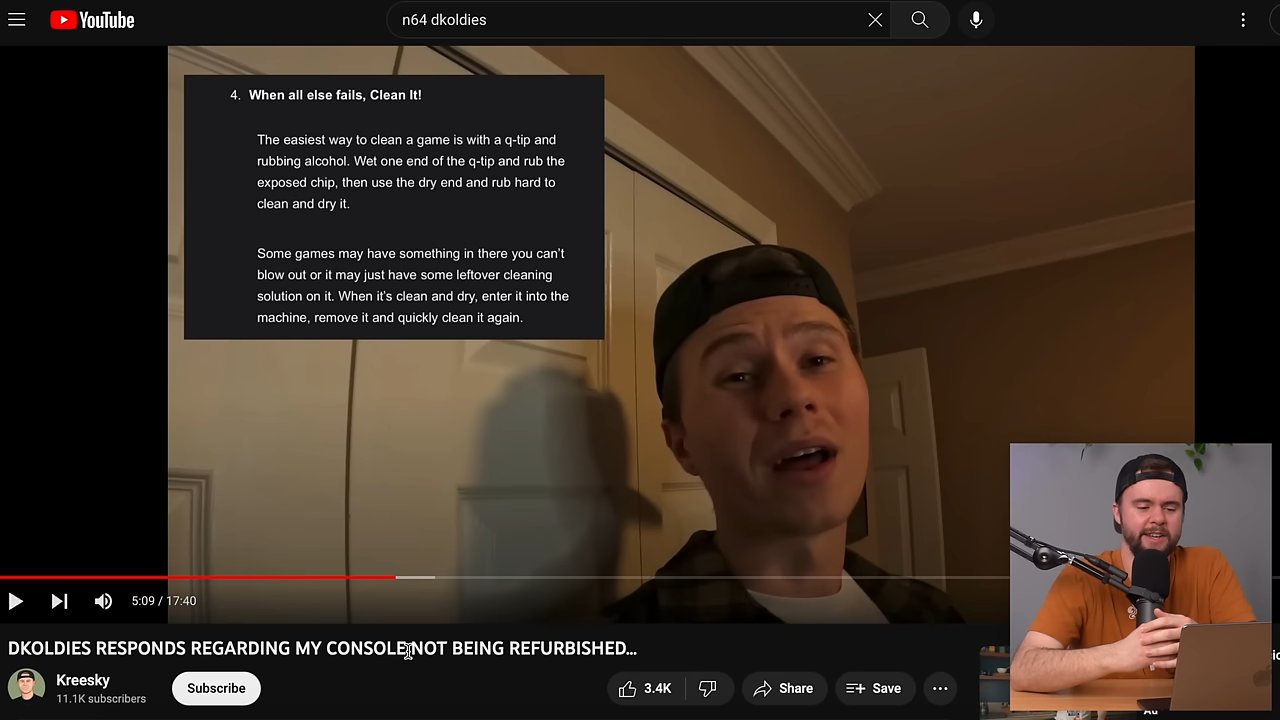 YouTube
n64 dkoldies
4. When all else fails, Clean It!
The easiest way to clean a game is with a q-tip and
rubbing alcohol. Wet one end of the q-tip and rub the
exposed chip, then use the dry end and rub hard to
clean and dry it.
Some games may have something in there you can't
blow out or it may just have some leftover cleaning
solution on it. When it's clean and dry, enter it into the
machine, remove it and quickly clean it again.
5:09 / 17:40
DKOLDIES RESPONDS REGARDING MY CONSOLE NOT BEING REFURBISHED...
Kreesky
11.1K subscribers
Subscribe
3.4K
Share
Save